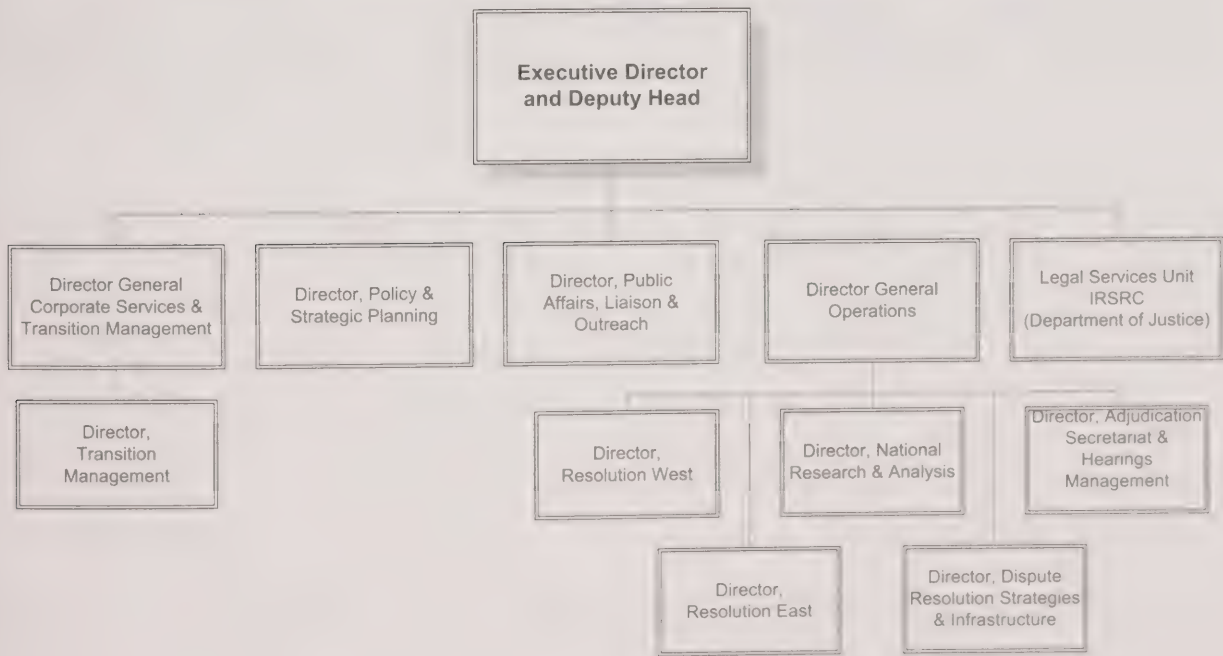 Executive Director
and Deputy Head
Director General
Corporate Services &
Transition Management
Director, Policy &
Strategic Planning
Director, Public
Affairs, Liaison &
Outreach
Director General
Operations
Legal Services Unit
IRSRC
(Department of Justice)
Director,
Transition
Management
Director,
Resolution West
Director, National
Research & Analysis
Director, Adjudication
Secretariat &
Hearings
Management
Director,
Resolution East
Director, Dispute
Resolution Strategies
& Infrastructure